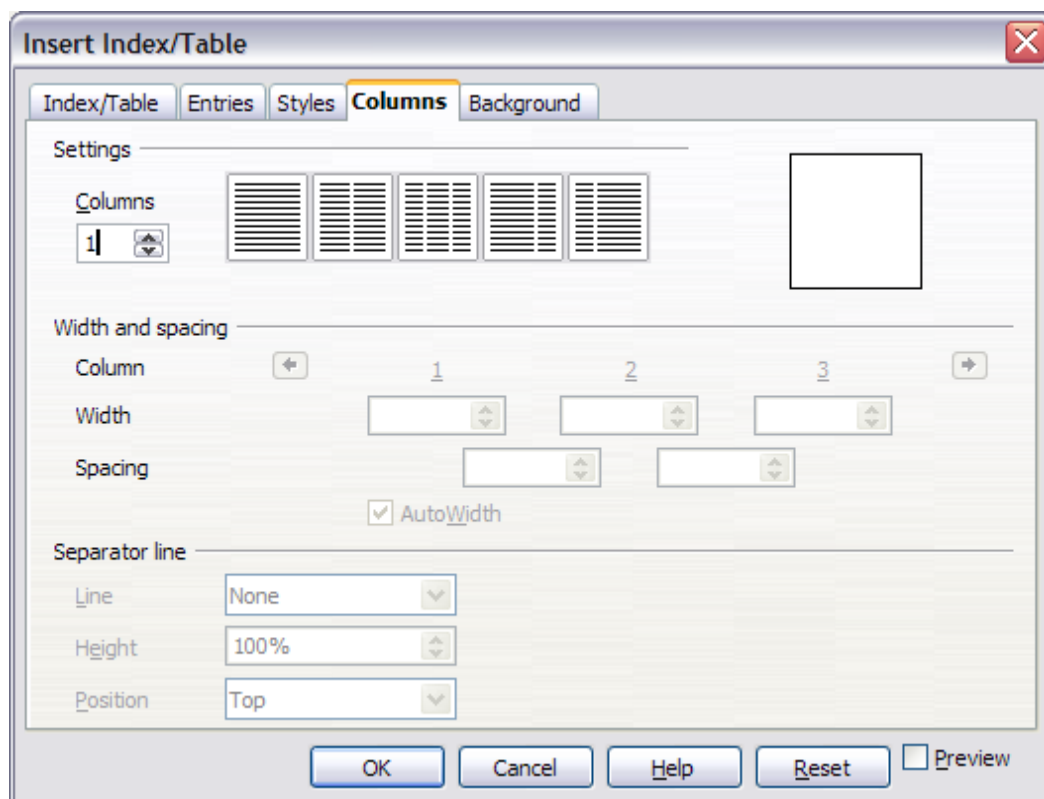 Insert Index/Table
Index/Table Entries Styles Columns Background
Settings
Columns
1
Width and spacing
Column 1 2 3
Width
Spacing
AutoWidth
Separator line
Line None
Height 100%
Position Top
OK Cancel Help Reset Preview